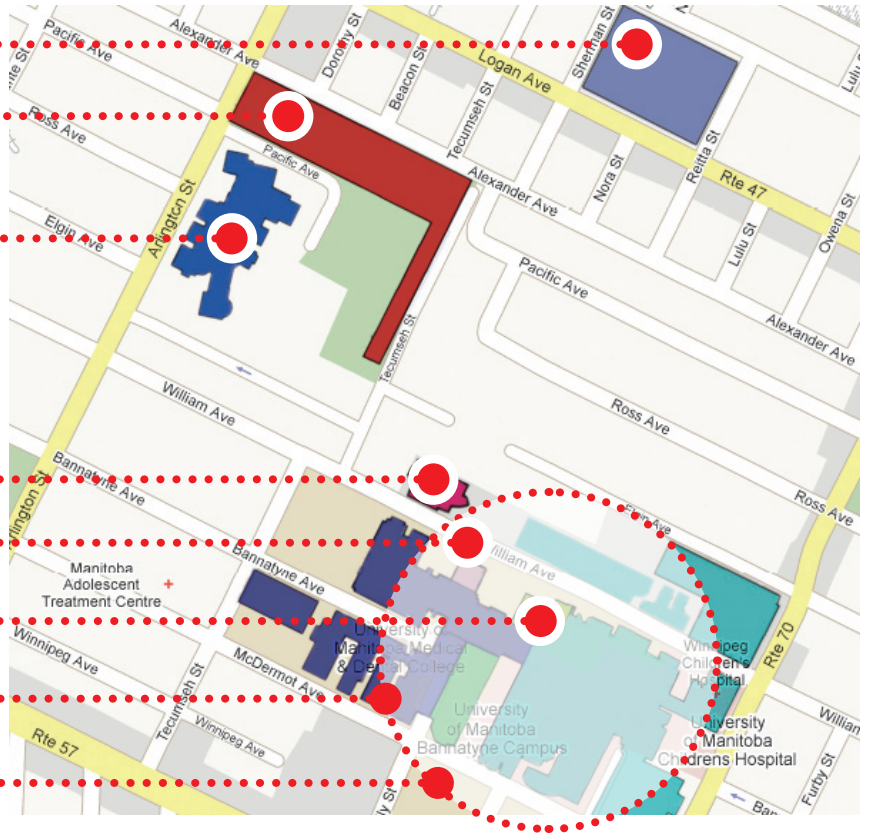 Alexander Ave
Pacific Ave
Dorothy St
Beacon St
Tecumseh St
Logan Ave
Sherman St
Lulu St
Ross Ave
Pacific Ave
Nora St
Reitta St
Rte 47
Alexander Ave
Owena St
Lulu St
Elgin Ave
Arlington St
Pacific Ave
Alexander Ave
Tecumseh St
William Ave
Ross Ave
Ross Ave
Bannatyne Ave
Arlington St
Elgin Ave
William Ave
Bannatyne Ave
Manitoba
Adolescent
Treatment Centre
University of
Manitoba Medical
& Dental College
Winnipeg
Children's
Hospital
Rte 70
Winnipeg Ave
McDermot Ave
Tecumseh St
Winnipeg Ave
University
of Manitoba
Bannatyne Campus
University
of Manitoba
Childrens Hospital
William
Rte 57
Furby St
ly St
Ban